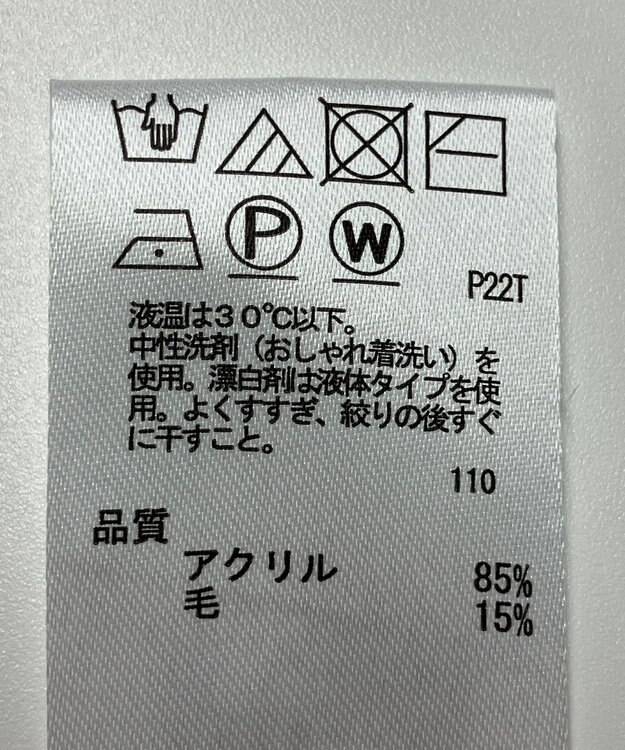 P W
P22T
液温は30℃以下。
中性洗剤（おしゃれ着洗い）を
使用。漂白剤は液体タイプを使
用。よくすすぎ、絞りの後すぐ
に干すこと。
110
品質
アクリル 85%
毛 15%